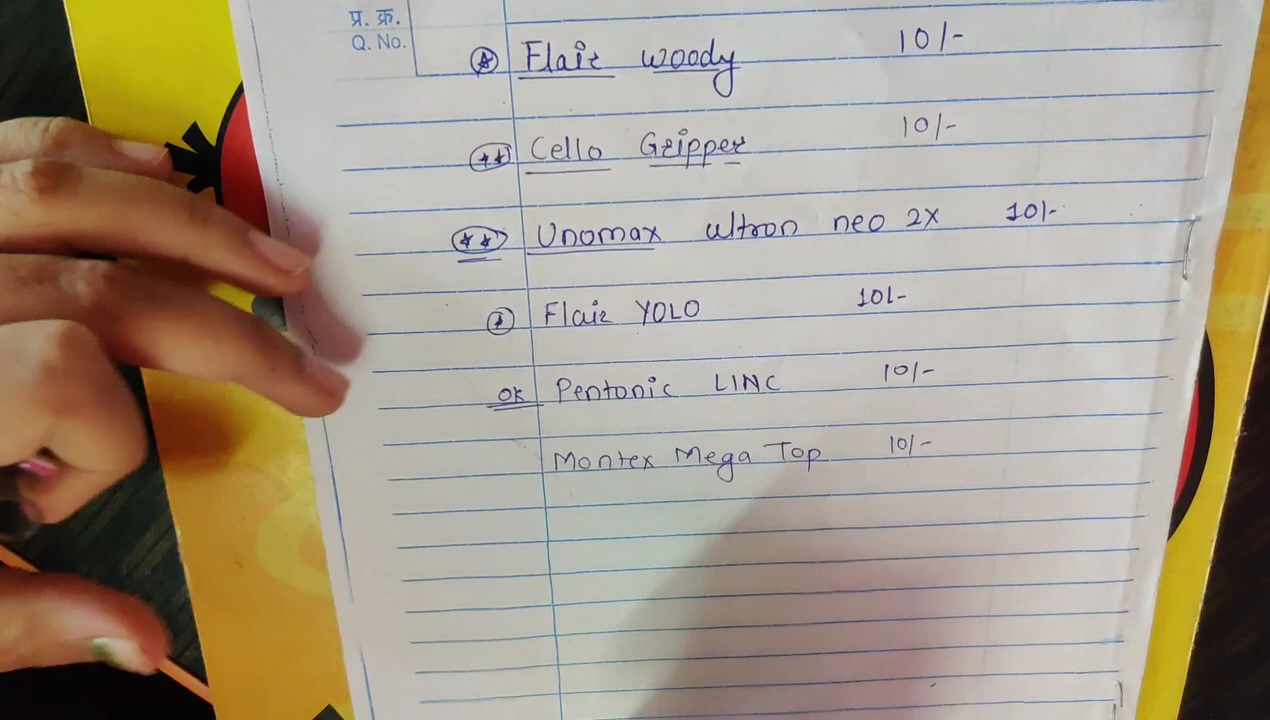 प्र. क्र.
Q. No.
Flair woody 10/-
Cello Gripper 10/-
Unomax ultron neo 2X 10/-
Flair YOLO 10/-
OK Pentonic LINC 10/-
Montex Mega Top 10/-